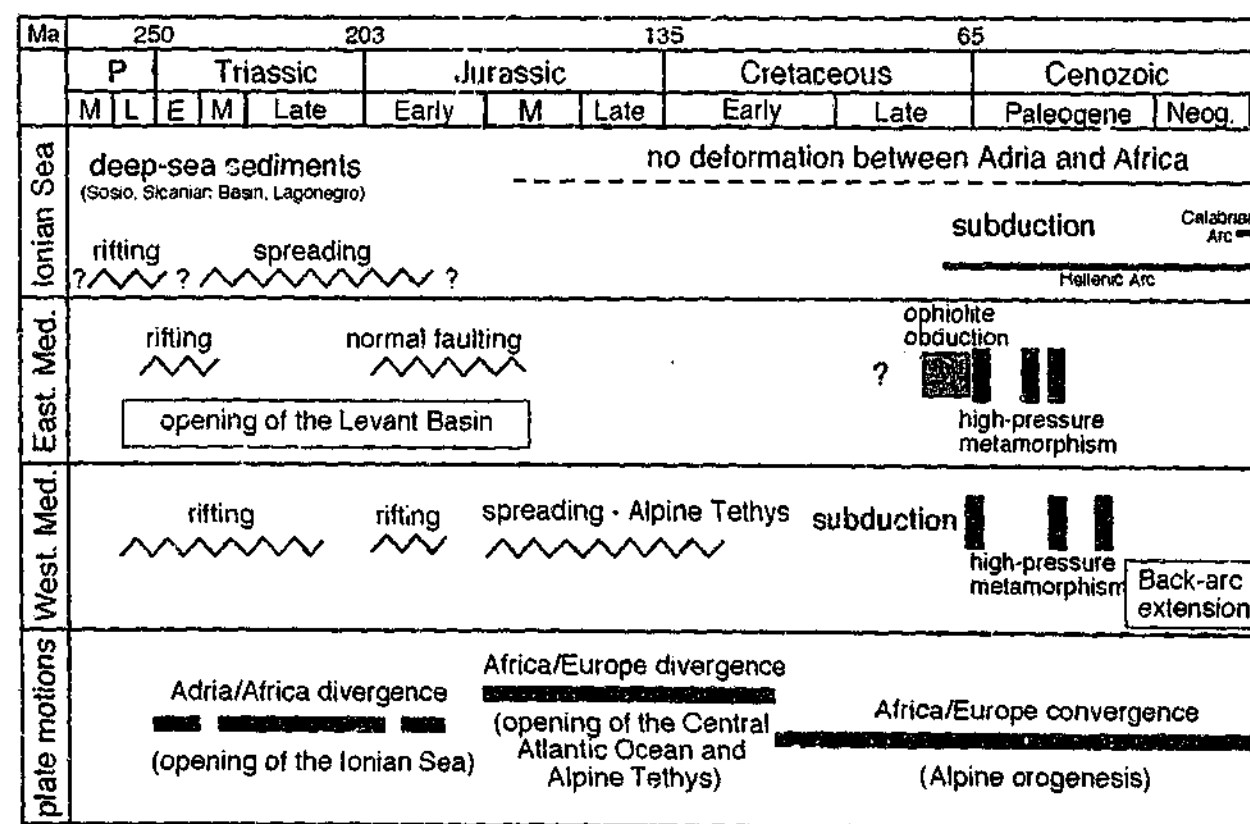 Ma 250 203 135 65
P Triassic Jurassic Cretaceous Cenozoic
M L E M Late Early M Late Early Late Paleogene Neog.
Ionian Sea
deep-sea sediments
(Sosio, Sicanian Basin, Lagonegro)
no deformation between Adria and Africa
subduction
Calabrian
Arc
Hellenic Arc
rifting spreading
? ? ?
East. Med.
rifting normal faulting
opening of the Levant Basin
ophiolite
obduction
?
high-pressure
metamorphism
West. Med.
rifting rifting spreading - Alpine Tethys subduction
high-pressure
metamorphism
Back-arc
extension
plate motions
Adria/Africa divergence
(opening of the Ionian Sea)
Africa/Europe divergence
(opening of the Central
Atlantic Ocean and
Alpine Tethys)
Africa/Europe convergence
(Alpine orogenesis)